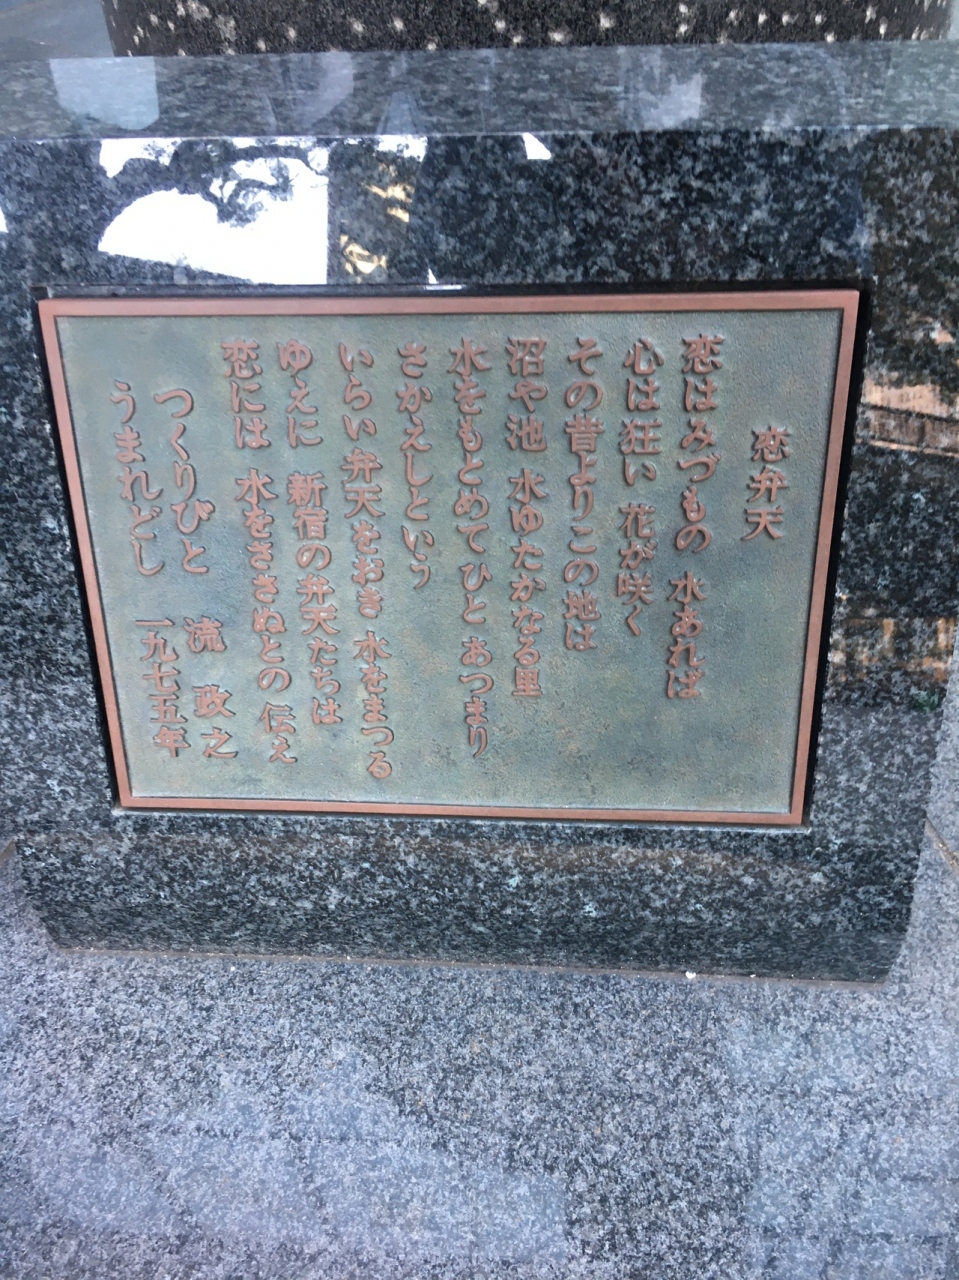 恋弁天
恋はみづもの 水あれば
心は狂い 花が咲く
その昔よりこの地は
沼や池 水ゆたかなる里
水をもとめてひと あつまり
さかえしという
いらい弁天をおき 水をまつる
ゆえに 新宿の弁天たちは
恋には 水をささぬとの 伝え
つくりびと 流 政之
うまれどし 一九七五年